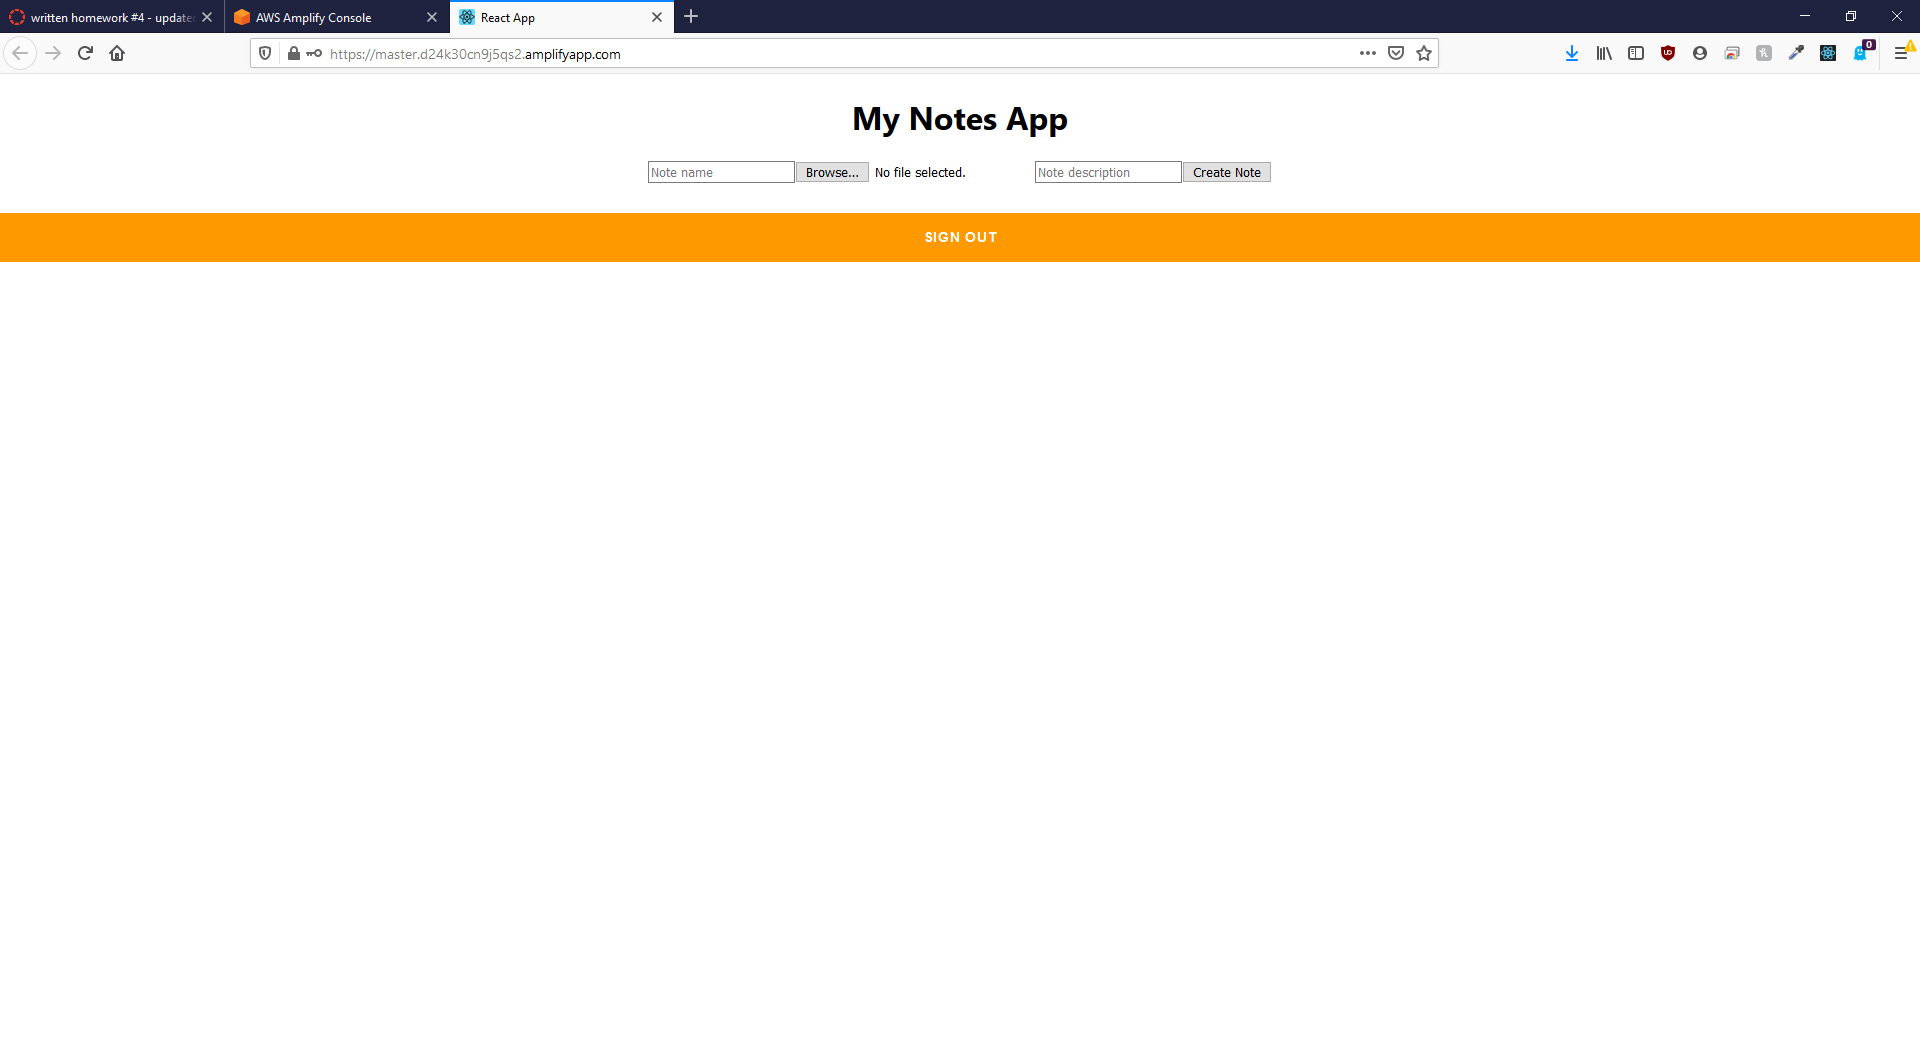 written homework #4 - update
AWS Amplify Console
React App
https://master.d24k30cn9j5qs2.amplifyapp.com
0
My Notes App
Note name Browse... No file selected. Note description Create Note
SIGN OUT